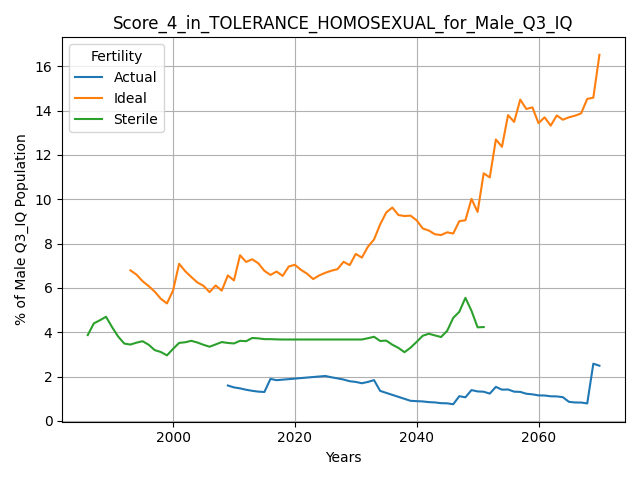 Score_4_in_TOLERANCE_HOMOSEXUAL_for_Male_Q3_IQ
Fertility
Actual
Ideal
Sterile
% of Male Q3_IQ Population
16
14
12
10
8
6
4
2
0
2000
2020
2040
2060
Years